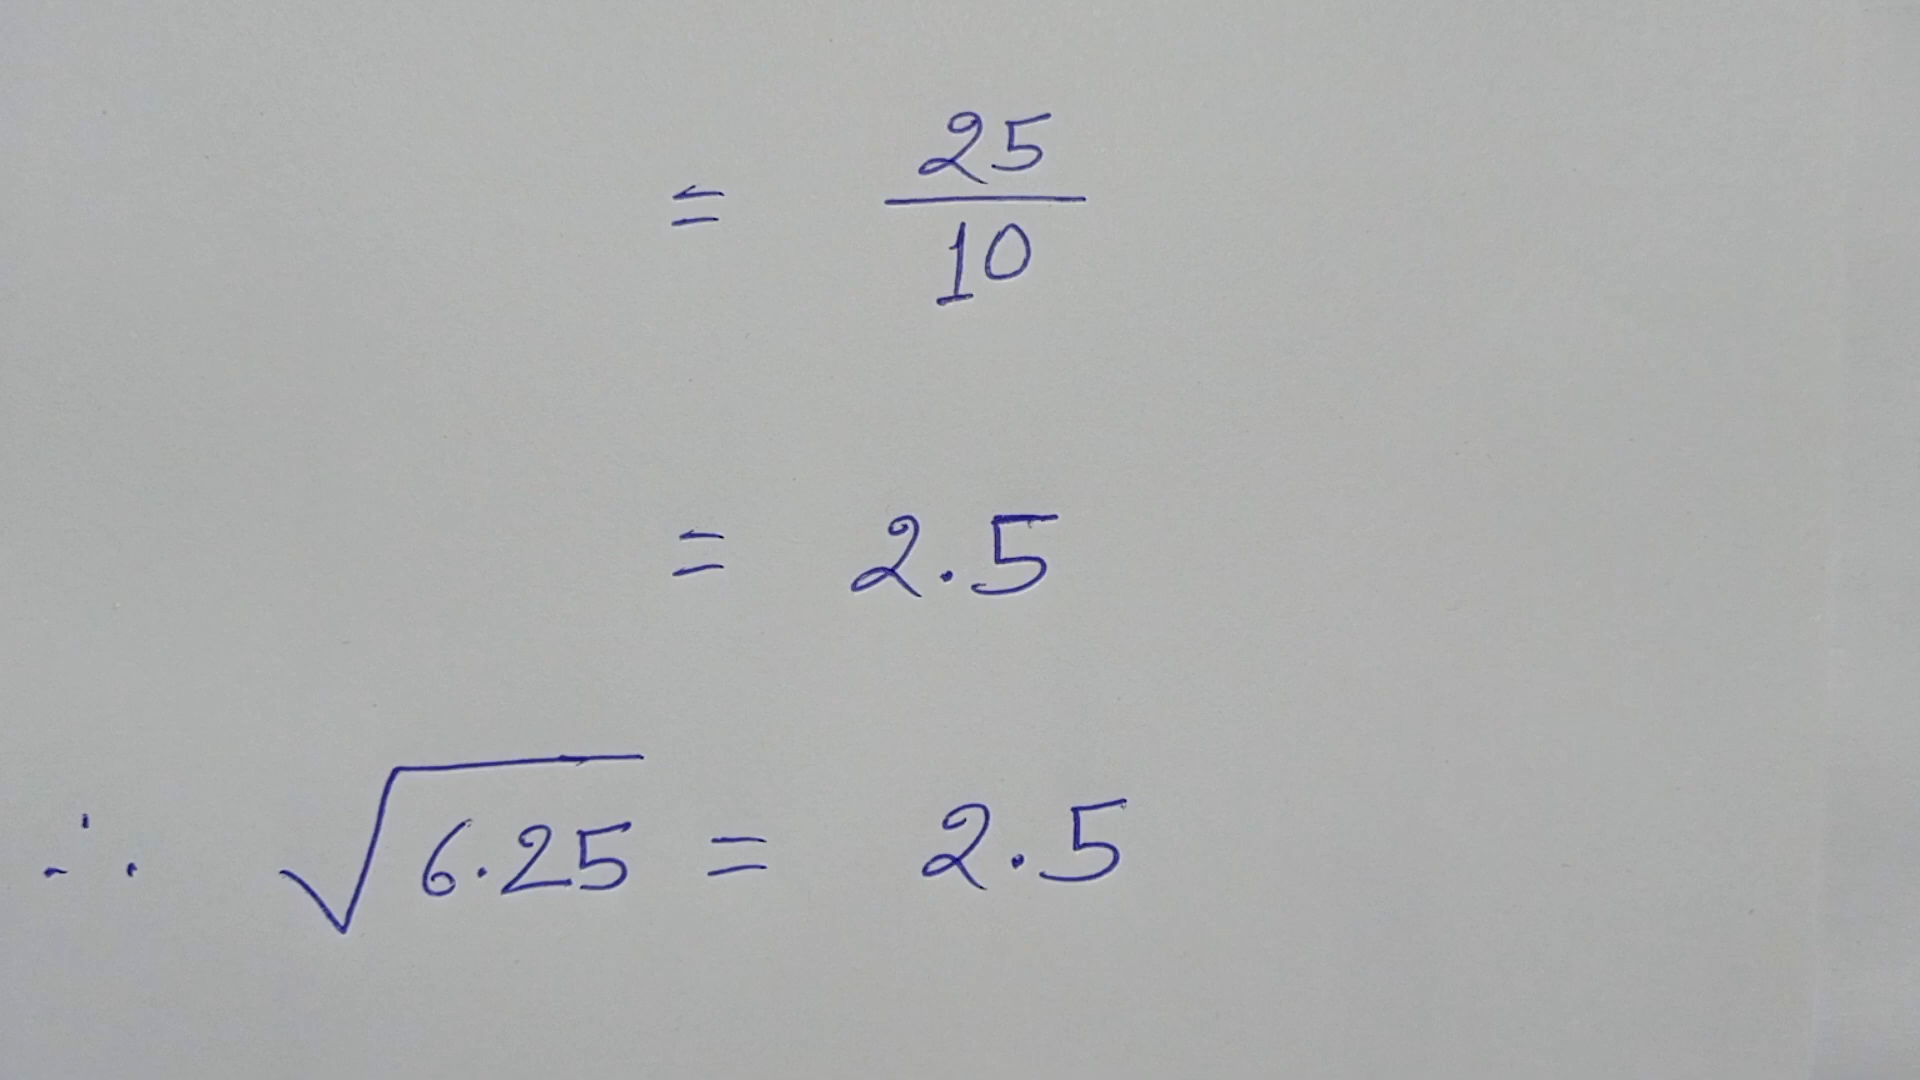 = 25/10
= 2.5
∴ √6.25 = 2.5